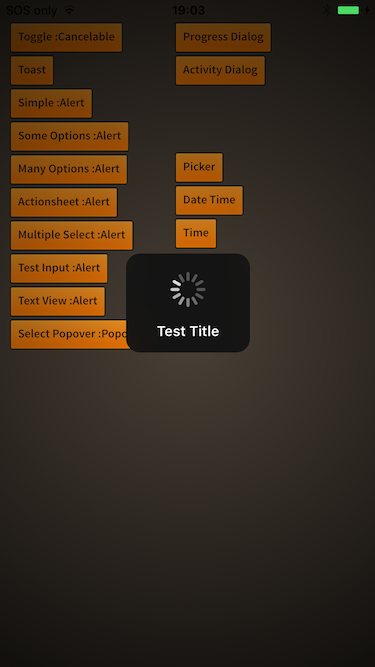 SOS only 19:03
Toggle :Cancelable
Toast
Simple :Alert
Some Options :Alert
Many Options :Alert
Actionsheet :Alert
Multiple Select :Alert
Test Input :Alert
Text View :Alert
Select Popover :Popo
Progress Dialog
Activity Dialog
Picker
Date Time
Time
Test Title